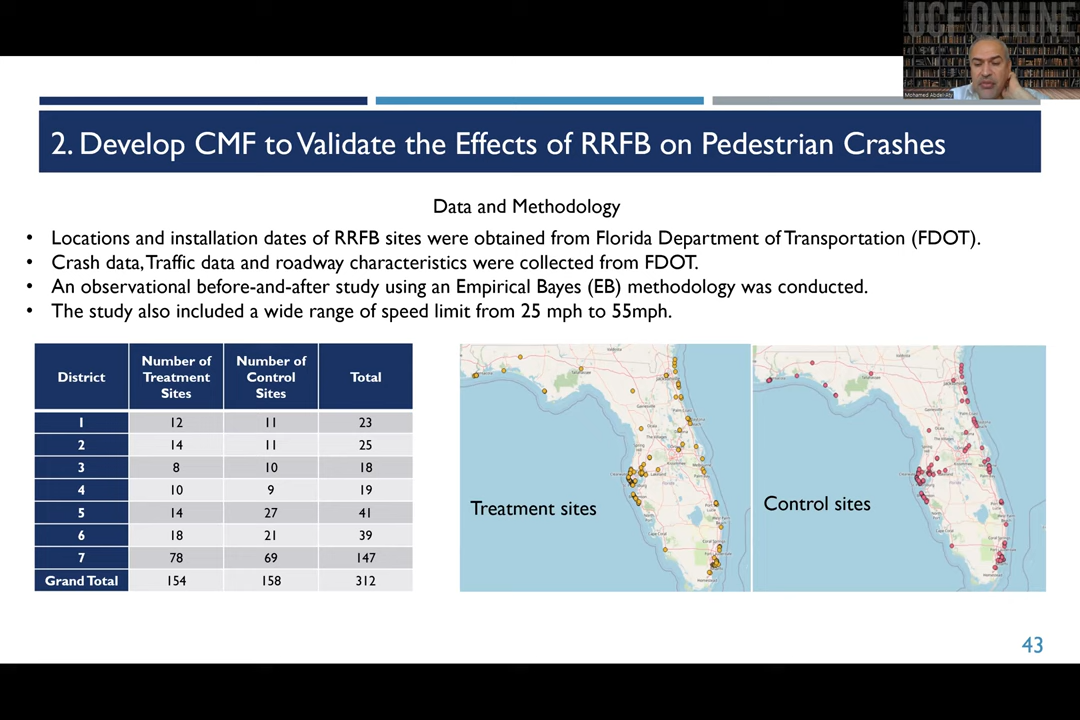 UCF ONLINE
Mohamed Abdel-Aty
2. Develop CMF to Validate the Effects of RRFB on Pedestrian Crashes
Data and Methodology
• Locations and installation dates of RRFB sites were obtained from Florida Department of Transportation (FDOT).
• Crash data, Traffic data and roadway characteristics were collected from FDOT.
• An observational before-and-after study using an Empirical Bayes (EB) methodology was conducted.
• The study also included a wide range of speed limit from 25 mph to 55mph.
District Number of Treatment Sites Number of Control Sites Total
1 12 11 23
2 14 11 25
3 8 10 18
4 10 9 19
5 14 27 41
6 18 21 39
7 78 69 147
Grand Total 154 158 312
Treatment sites
Control sites
43